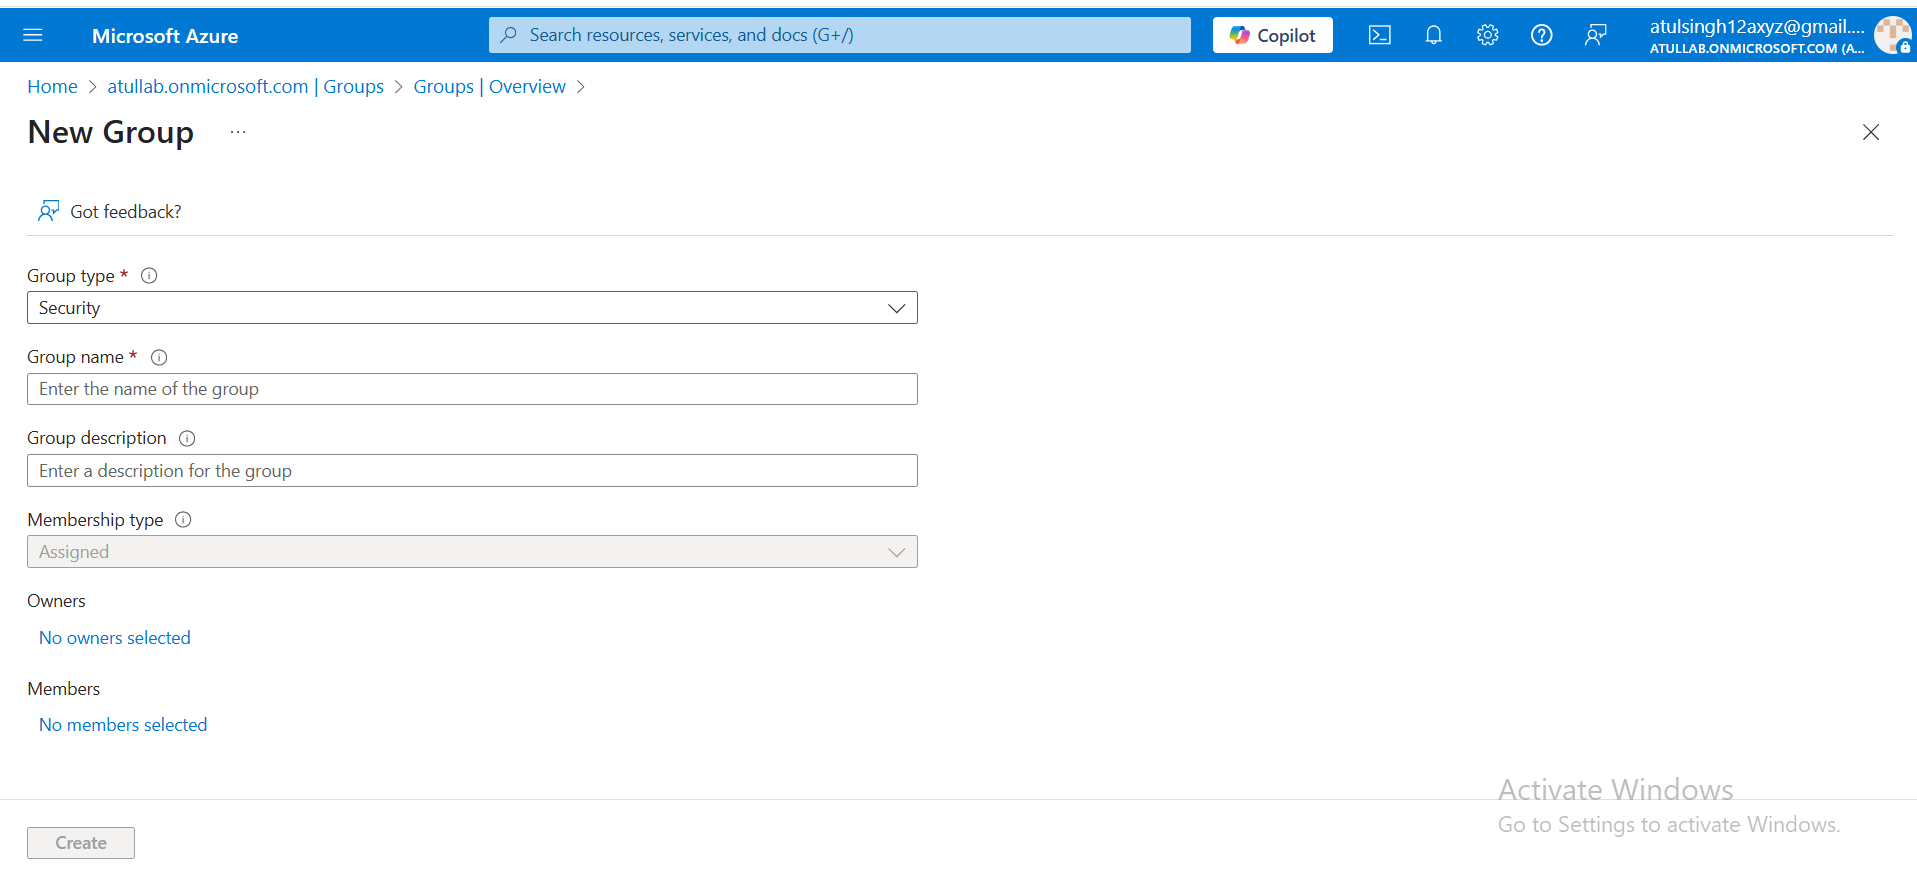 Microsoft Azure
Search resources, services, and docs (G+/)
Copilot
atulsingh12axyz@gmail....
ATULLAB.ONMICROSOFT.COM (A...
Home > atullab.onmicrosoft.com | Groups > Groups | Overview >
New Group ...
Got feedback?
Group type *
Security
Group name *
Enter the name of the group
Group description
Enter a description for the group
Membership type
Assigned
Owners
No owners selected
Members
No members selected
Activate Windows
Go to Settings to activate Windows.
Create